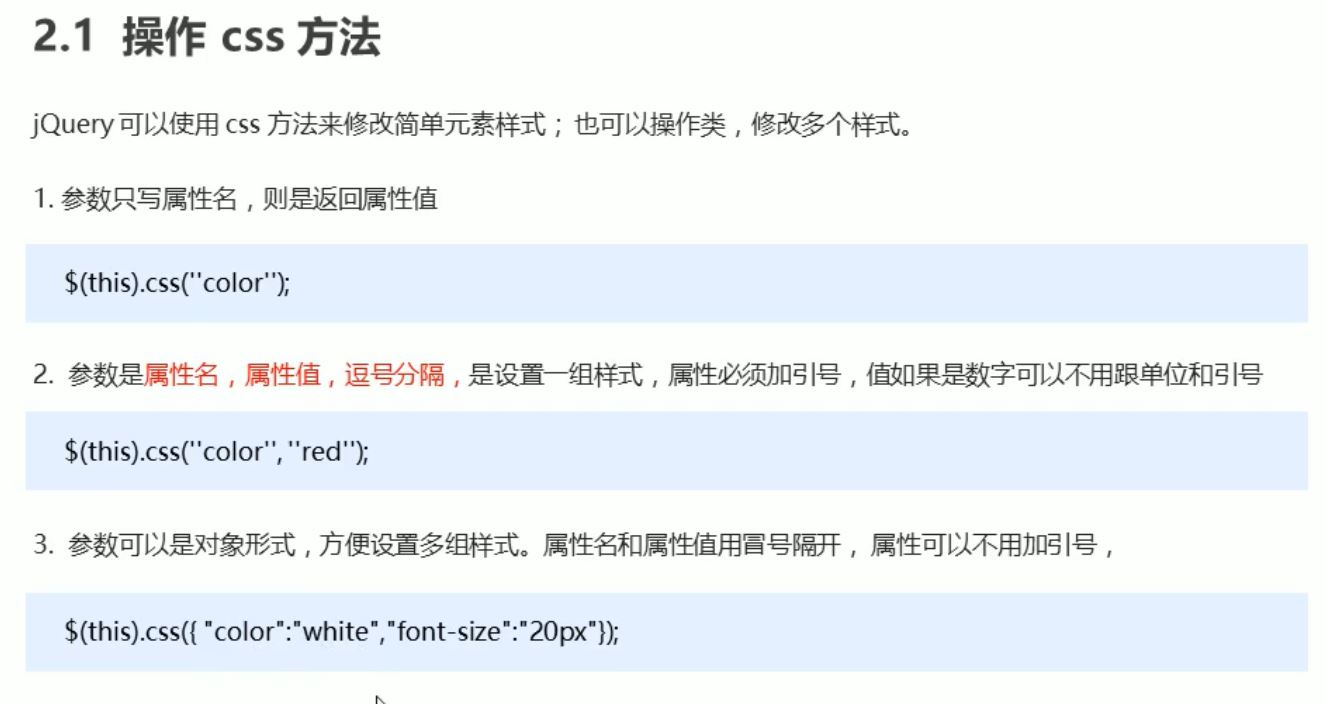 2.1 操作 css 方法
jQuery 可以使用 css 方法来修改简单元素样式； 也可以操作类，修改多个样式。
1. 参数只写属性名，则是返回属性值
$(this).css(''color'');
2. 参数是属性名，属性值，逗号分隔，是设置一组样式，属性必须加引号，值如果是数字可以不用跟单位和引号
$(this).css(''color'', ''red'');
3. 参数可以是对象形式，方便设置多组样式。属性名和属性值用冒号隔开， 属性可以不用加引号，
$(this).css({ "color":"white","font-size":"20px"});